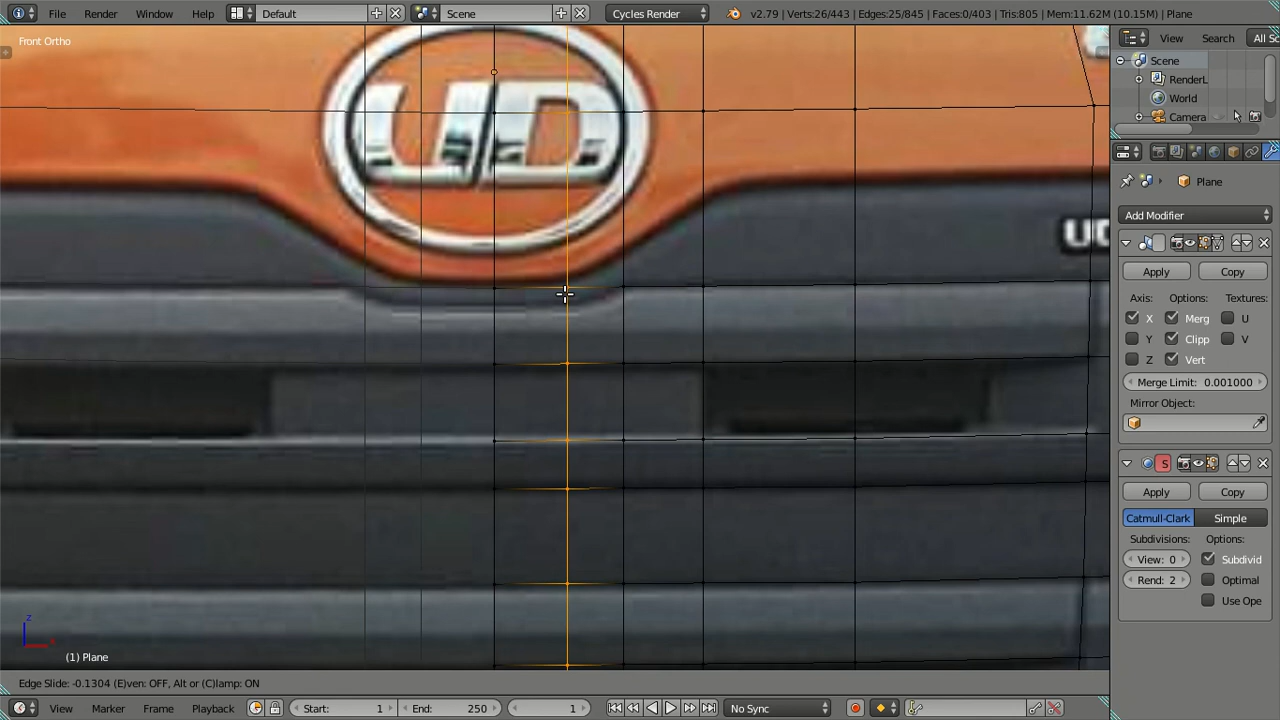 File Render Window Help Default Scene Cycles Render v2.79 | Verts:26/443 | Edges:25/845 | Faces:0/403 | Tris:805 | Mem:11.62M (10.15M) | Plane
Front Ortho
View Search All Sc
Scene
RenderL
World
Camera
UD
Plane
Add Modifier
Apply Copy
Axis: Options: Textures:
X Merg U
Y Clipp V
Z Vert
Merge Limit: 0.001000
Mirror Object:
S
Apply Copy
Catmull-Clark Simple
Subdivisions: Options:
View: 0 Subdivid
Rend: 2 Optimal
Use Ope
z
(1) Plane
Edge Slide: -0.1304 (E)ven: OFF, Alt or (C)lamp: ON
View Marker Frame Playback Start: 1 End: 250 1 No Sync